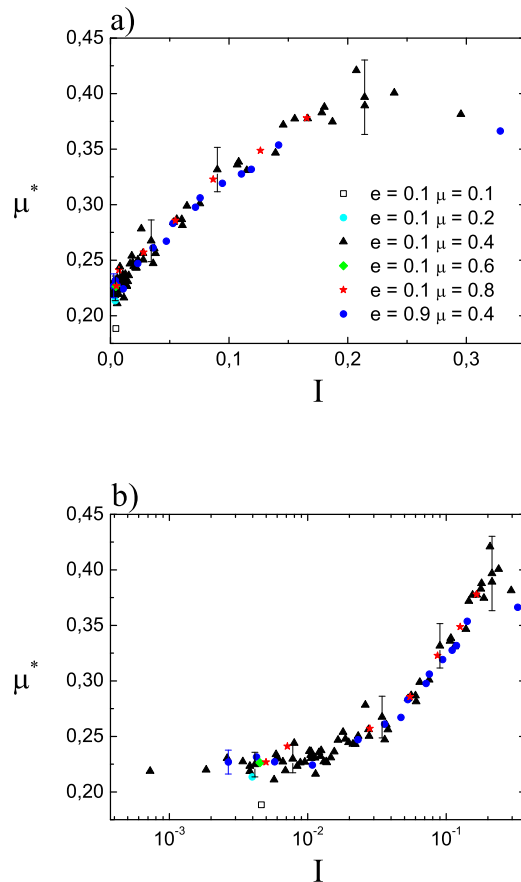 a)
0,45
0,40
0,35
0,30
0,25
0,20
μ*
e = 0.1 μ = 0.1
e = 0.1 μ = 0.2
e = 0.1 μ = 0.4
e = 0.1 μ = 0.6
e = 0.1 μ = 0.8
e = 0.9 μ = 0.4
0,0 0,1 0,2 0,3
I
b)
0,45
0,40
0,35
0,30
0,25
0,20
μ*
10⁻³ 10⁻² 10⁻¹
I